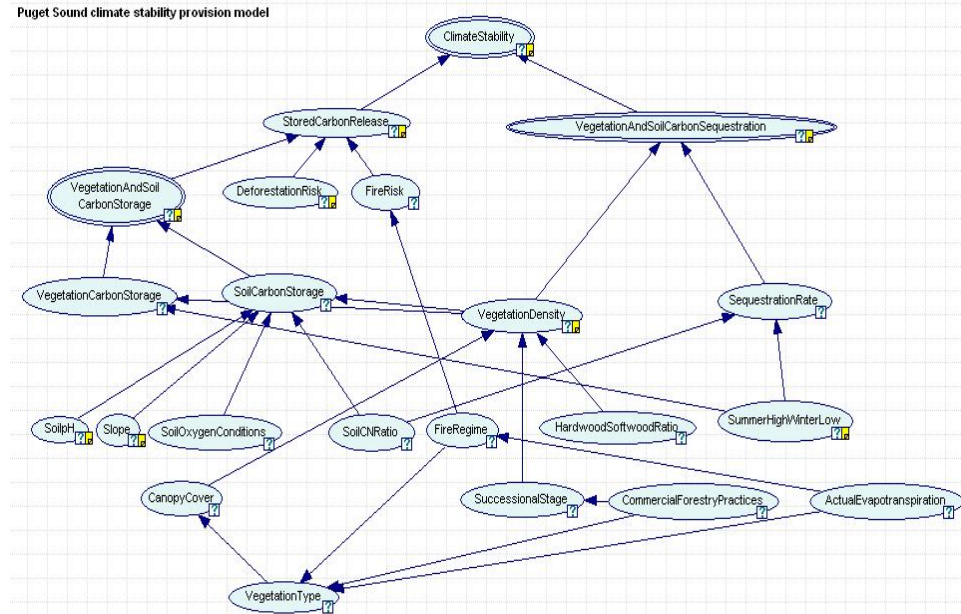 Puget Sound climate stability provision model
ClimateStability
?
StoredCarbonRelease
?
VegetationAndSoilCarbonSequestration
?
VegetationAndSoil
CarbonStorage
?
DeforestationRisk
?
FireRisk
?
VegetationCarbonStorage
?
SoilCarbonStorage
?
VegetationDensity
?
SequestrationRate
?
SoilpH
?
Slope
?
SoilOxygenConditions
?
SoilCNRatio
?
FireRegime
?
HardwoodSoftwoodRatio
?
SummerHighWinterLow
?
CanopyCover
?
SuccessionalStage
?
CommercialForestryPractices
?
ActualEvapotranspiration
?
VegetationType
?